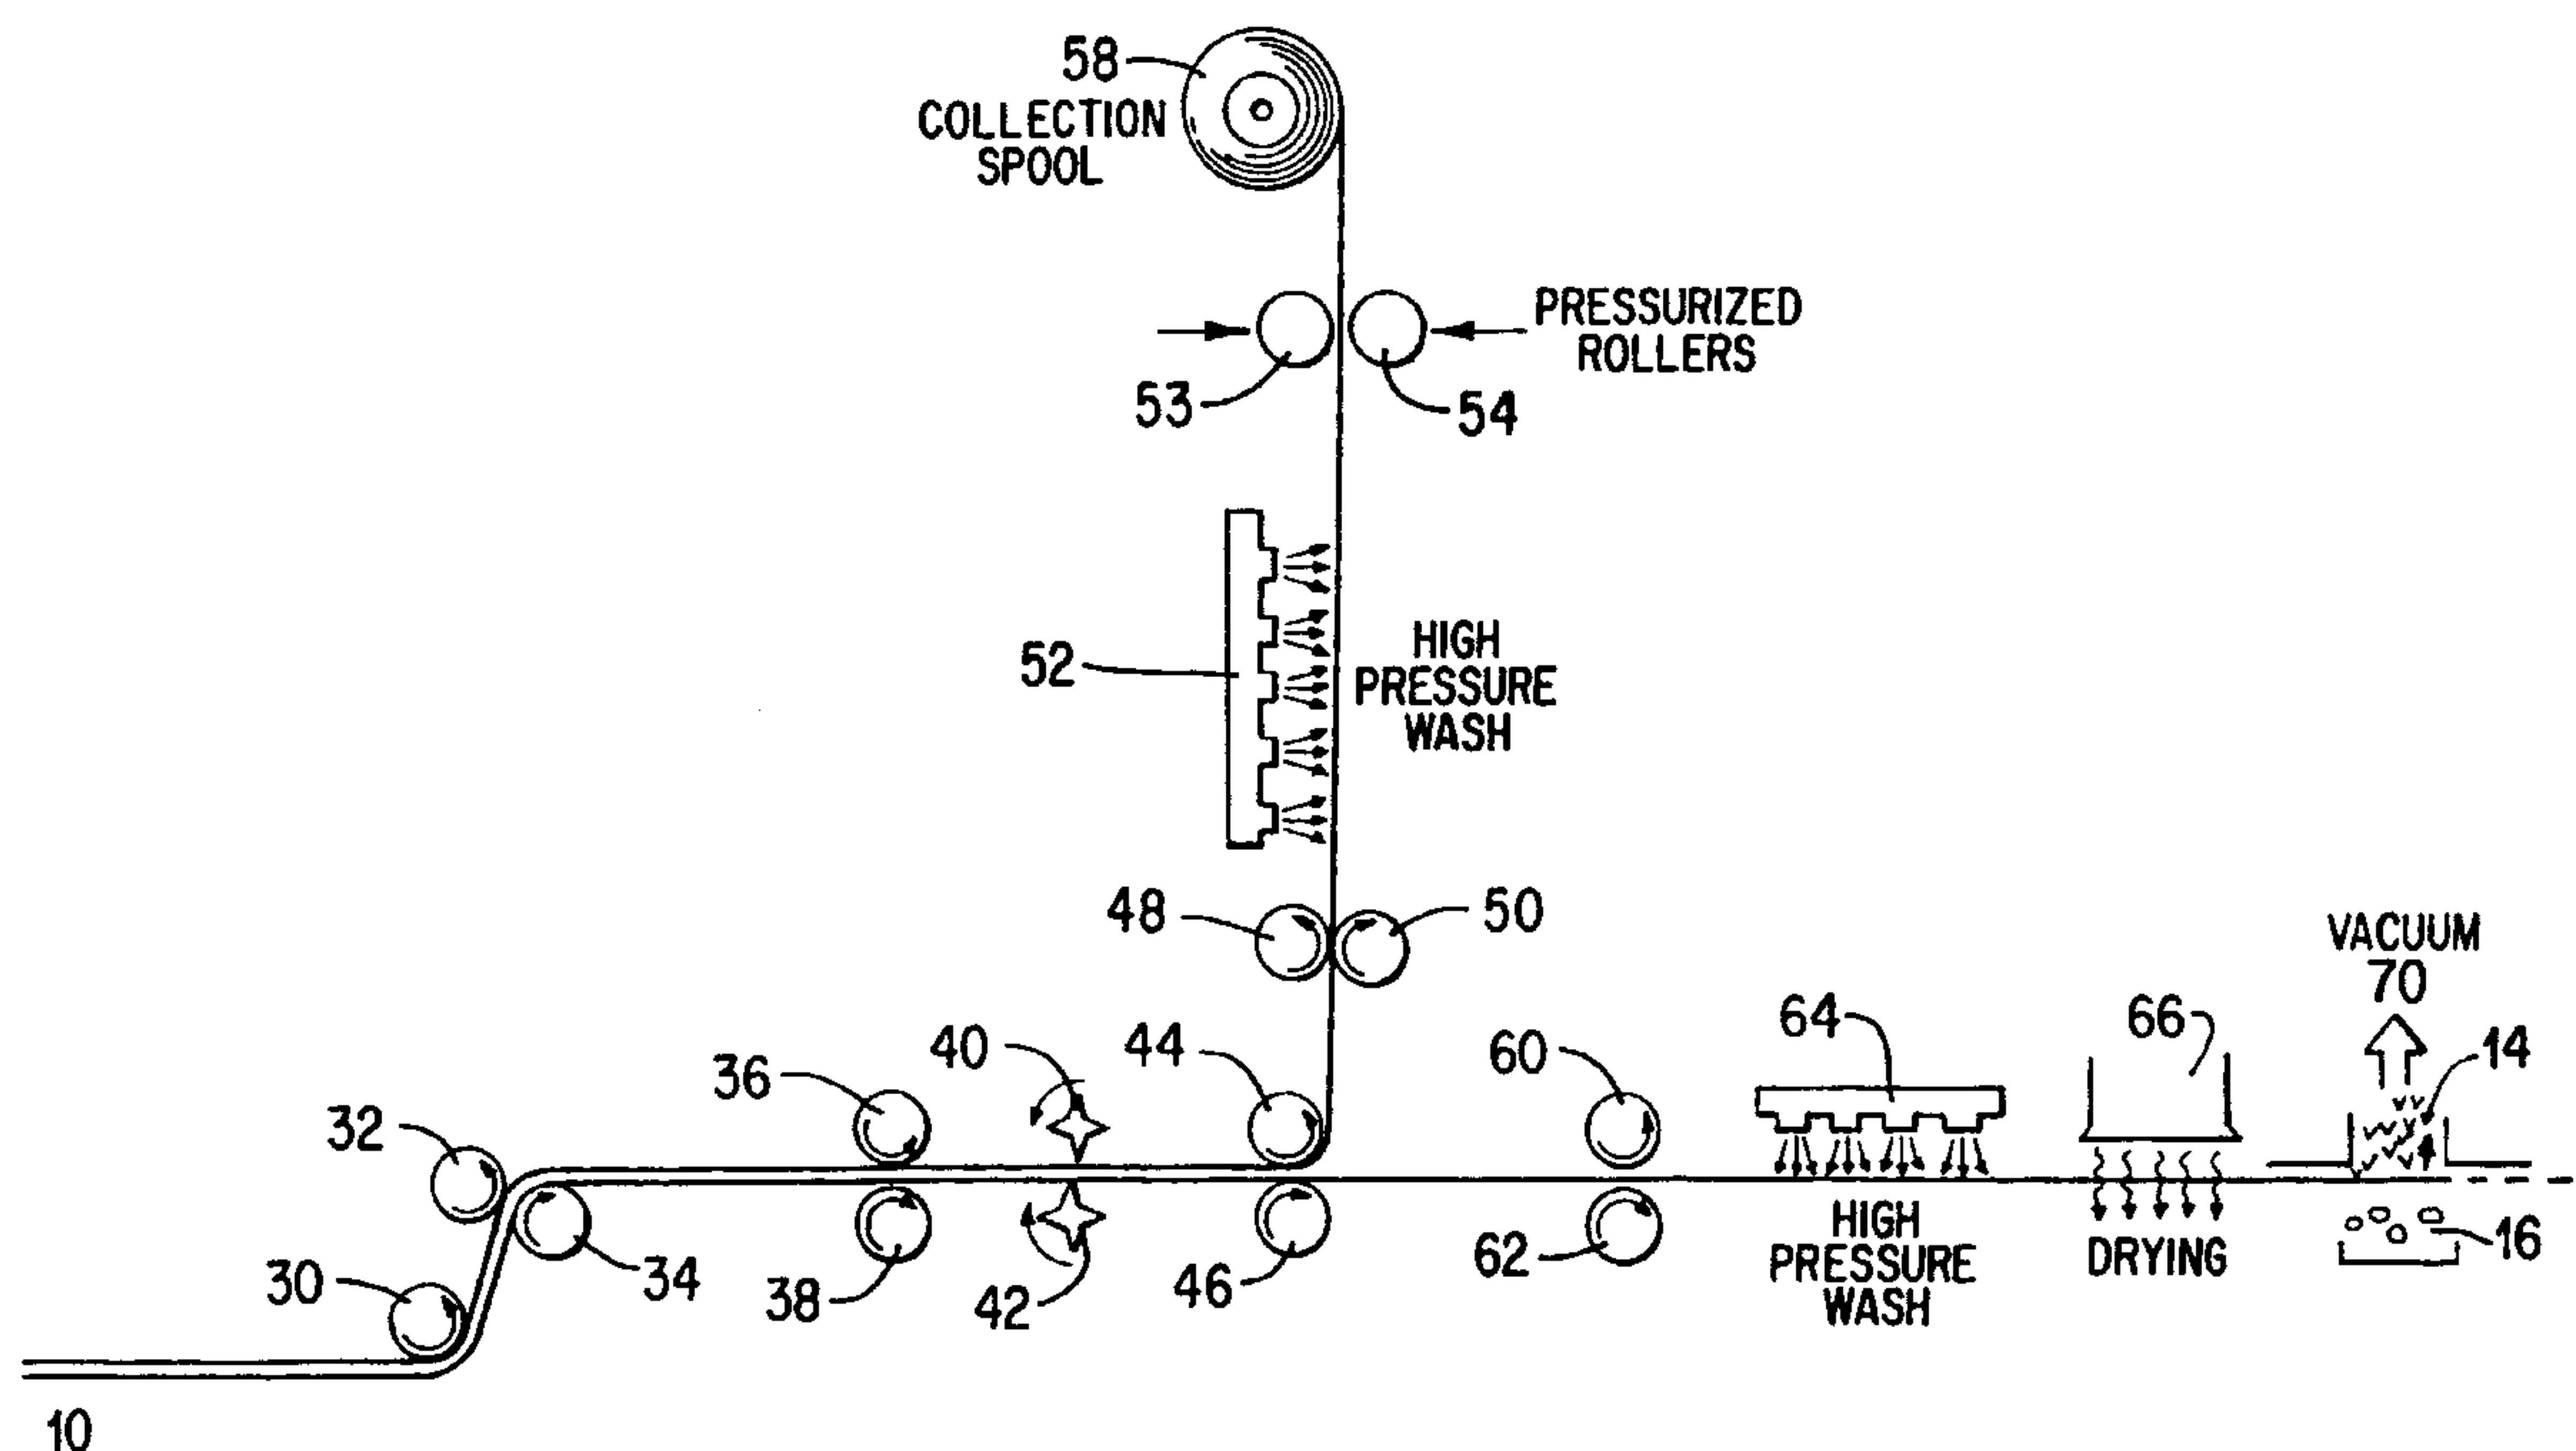 58
COLLECTION
SPOOL
PRESSURIZED
ROLLERS
53
54
52
HIGH
PRESSURE
WASH
48
50
VACUUM
70
64
66
14
60
44
40
36
32
HIGH
PRESSURE
WASH
DRYING
16
62
46
42
38
34
30
10